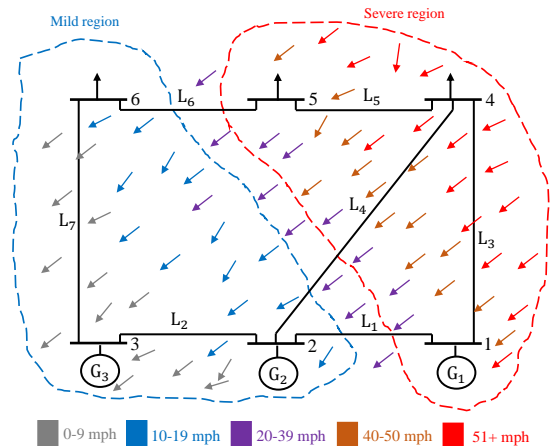 Mild region
Severe region
6
L6
5
L5
4
L7
L4
L3
L2
L1
3
2
1
G3
G2
G1
0-9 mph
10-19 mph
20-39 mph
40-50 mph
51+ mph